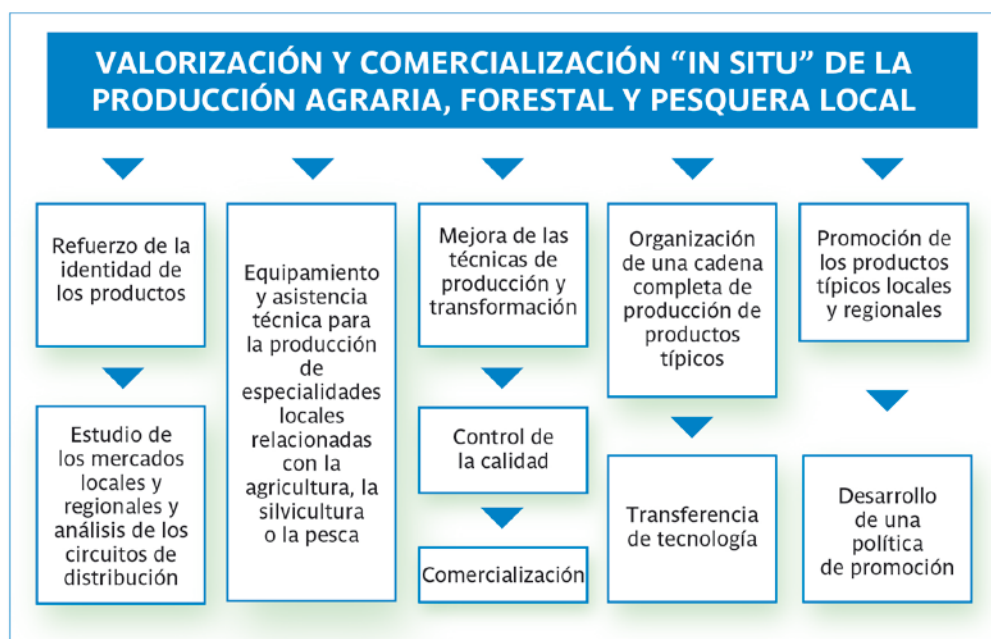 VALORIZACIÓN Y COMERCIALIZACIÓN “IN SITU” DE LA
PRODUCCIÓN AGRARIA, FORESTAL Y PESQUERA LOCAL
Refuerzo de la
identidad de
los productos
Estudio de
los mercados
locales y
regionales y
análisis de los
circuitos de
distribución
Equipamiento
y asistencia
técnica para
la producción
de
especialidades
locales
relacionadas
con la
agricultura, la
silvicultura
o la pesca
Mejora de las
técnicas de
producción y
transformación
Control de
la calidad
Comercialización
Organización
de una cadena
completa de
producción de
productos
típicos
Transferencia
de tecnología
Promoción de
los productos
típicos locales
y regionales
Desarrollo
de una
política
de promoción